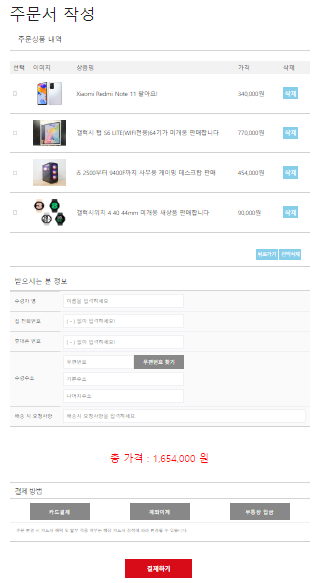 주문서 작성
주문상품 내역
선택 이미지 상품명 가격 삭제
Xiaomi Redmi Note 11 팔아요! 340,000원 삭제
갤럭시 탭 S6 LITE(WIFI전용)64기가 미개봉 판매합니다 770,000원 삭제
i5 2500부터 9400F까지 사무용 게이밍 데스크탑 판매 454,000원 삭제
갤럭시워치 4 40 44mm 미개봉 새상품 판매합니다 90,000원 삭제
뒤로가기 선택삭제
받으시는 분 정보
수령자 명 이름을 입력하세요
집 전화번호 ( - ) 없이 입력하세요!
휴대폰 번호 ( - ) 없이 입력하세요!
우편번호 우편번호 찾기
수령주소 기본주소
나머지주소
배송 시 요청사항 배송시 요청사항을 입력하세요
총 가격 : 1,654,000 원
결제 방법
카드결제 계좌이체 무통장 입금
결제하기